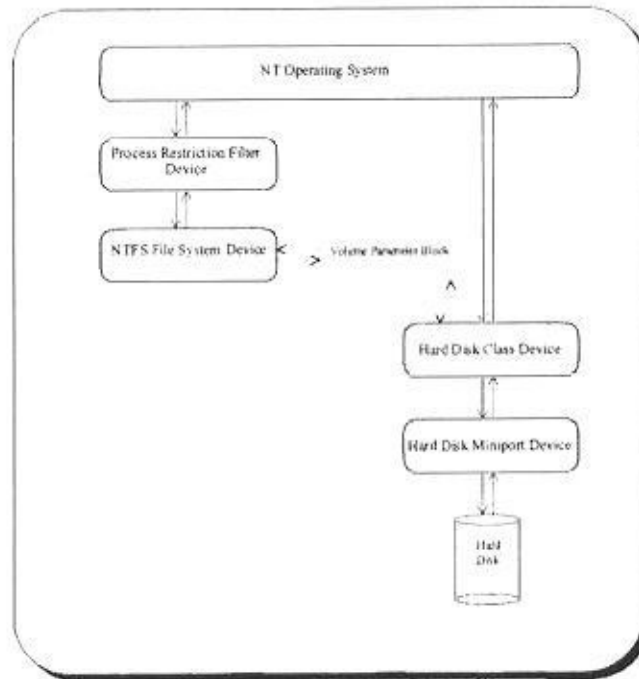 NT Operating System
Process Restriction Filter
Device
NTFS File System Device
Volume Parameter Block
Hard Disk Class Device
Hard Disk Miniport Device
Hard
Disk